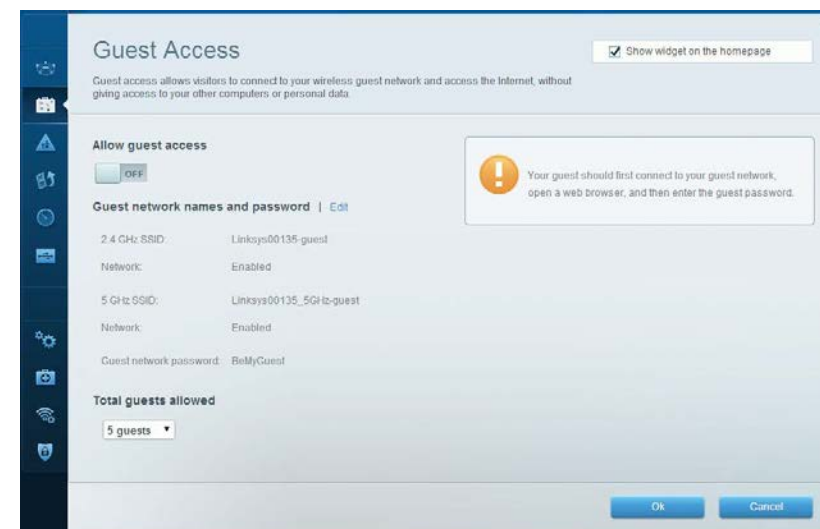 Guest Access
Show widget on the homepage
Guest access allows visitors to connect to your wireless guest network and access the Internet, without
giving access to your other computers or personal data.
Allow guest access
OFF
Your guest should first connect to your guest network,
open a web browser, and then enter the guest password.
Guest network names and password | Edit
2.4 GHz SSID: Linksys00135-guest
Network: Enabled
5 GHz SSID: Linksys00135_5GHz-guest
Network: Enabled
Guest network password: BeMyGuest
Total guests allowed
5 guests
Ok Cancel